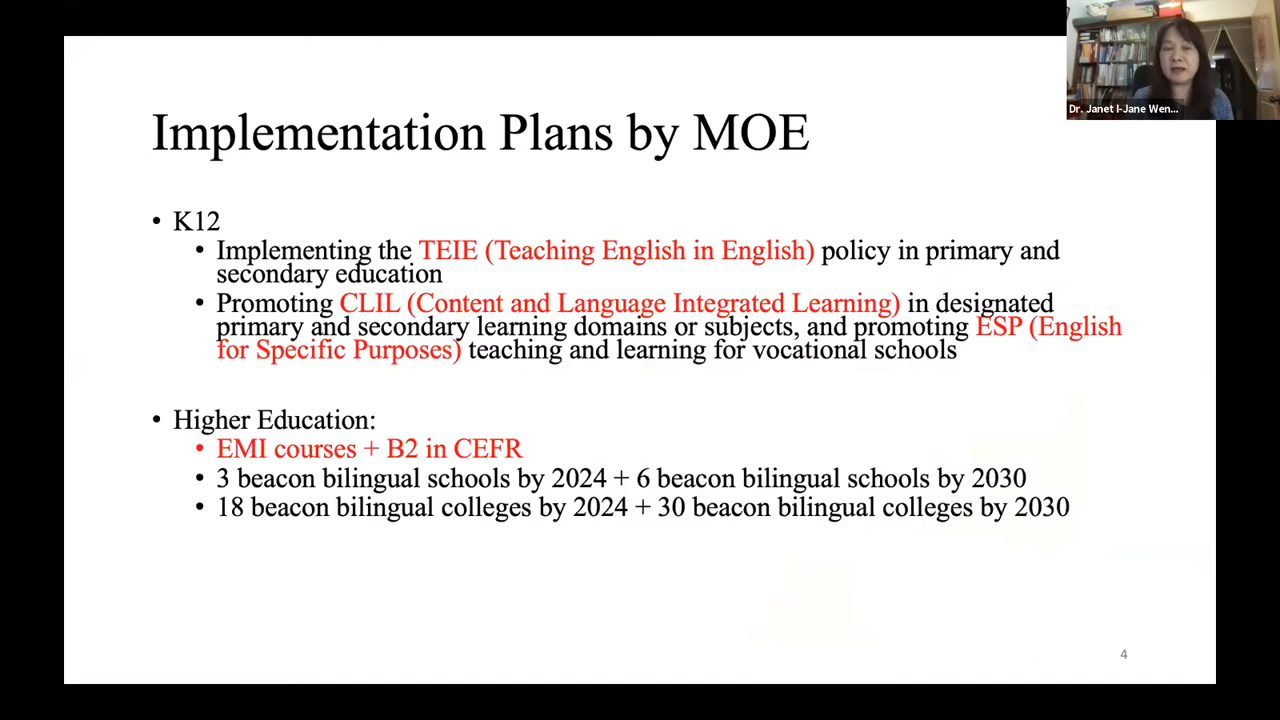 Dr. Janet I-Jane Wen...
Implementation Plans by MOE
• K12
• Implementing the TEIE (Teaching English in English) policy in primary and
secondary education
• Promoting CLIL (Content and Language Integrated Learning) in designated
primary and secondary learning domains or subjects, and promoting ESP (English
for Specific Purposes) teaching and learning for vocational schools
• Higher Education:
• EMI courses + B2 in CEFR
• 3 beacon bilingual schools by 2024 + 6 beacon bilingual schools by 2030
• 18 beacon bilingual colleges by 2024 + 30 beacon bilingual colleges by 2030
4